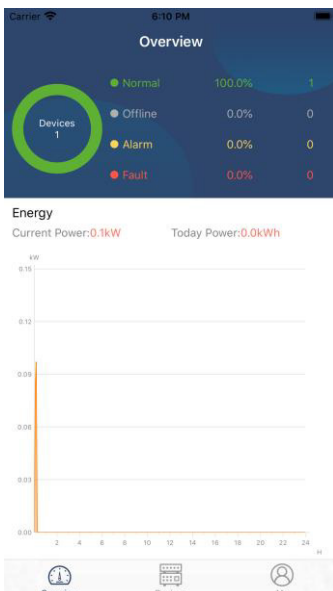 Carrier 6:10 PM
Overview
Devices
1
Normal 100.0% 1
Offline 0.0% 0
Alarm 0.0% 0
Fault 0.0% 0
Energy
Current Power:0.1kW Today Power:0.0kWh
kW
0.15
0.12
0.09
0.06
0.03
0.00
2 4 6 8 10 12 14 16 18 20 22 24
H